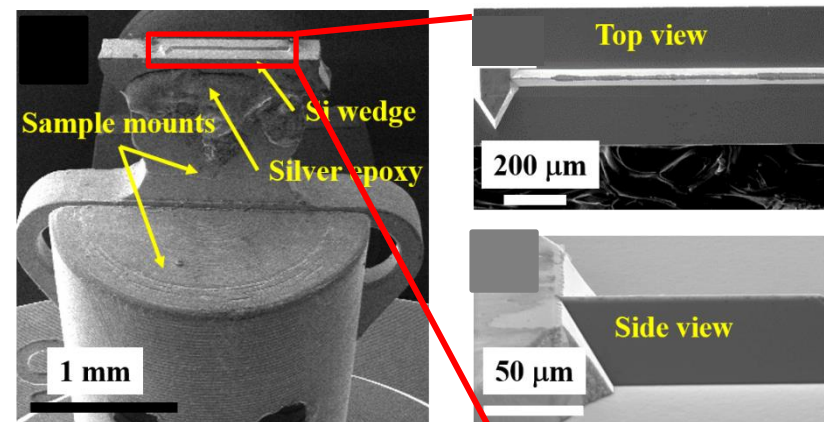 Sample mounts
Si wedge
Silver epoxy
1 mm
Top view
200 μm
Side view
50 μm